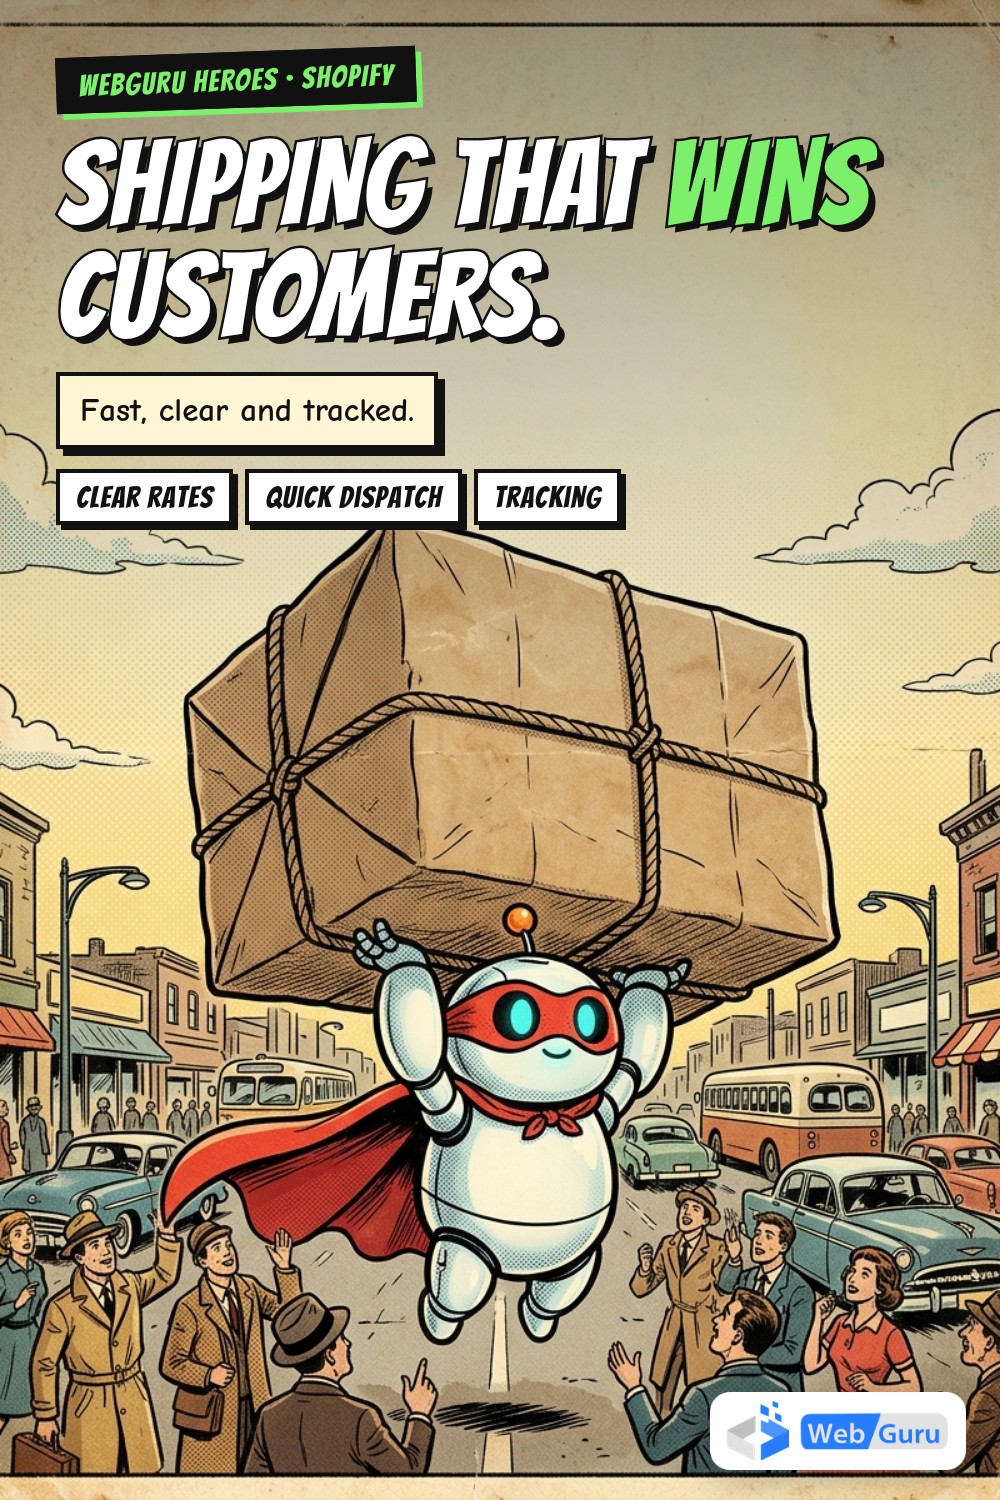 WEBGURU HEROES · SHOPIFY
SHIPPING THAT WINS
CUSTOMERS.
Fast, clear and tracked.
CLEAR RATES
QUICK DISPATCH
TRACKING
Web Guru